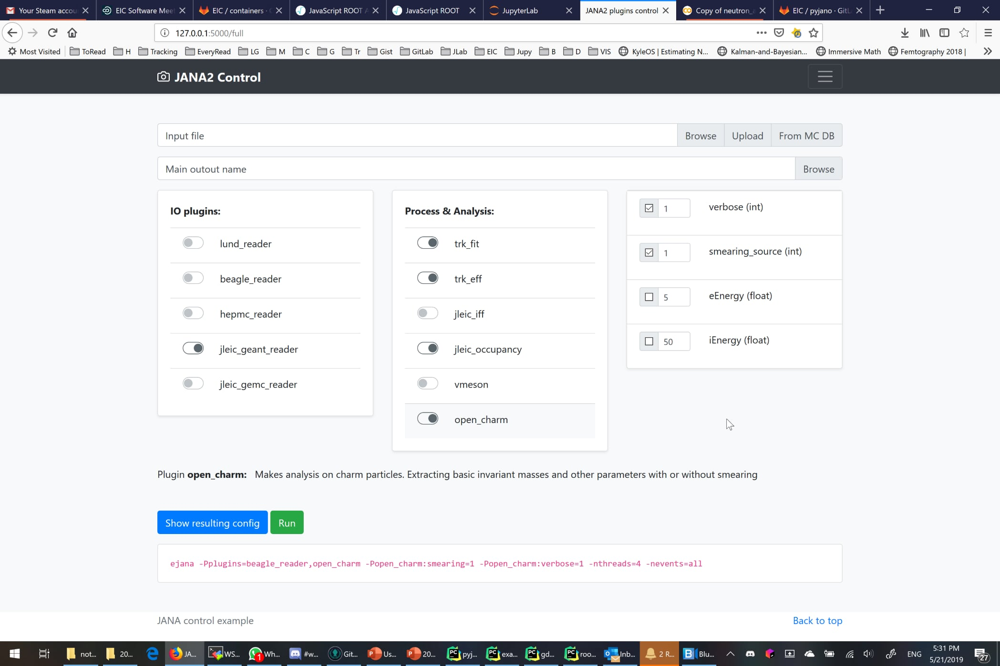 Your Steam accou
EIC Software Meet
EIC / containers ·
JavaScript ROOT
JavaScript ROOT
JupyterLab
JANA2 plugins control
Copy of neutron_
EIC / pyjano · GitL
127.0.0.1:5000/full
Most Visited ToRead H Tracking EveryRead LG M C G Tr Gist GitLab JLab EIC Jupy B D VIS KyleOS | Estimating N... Kalman-and-Bayesian... Immersive Math Femtography 2018 |
JANA2 Control
Input file Browse Upload From MC DB
Main outout name Browse
IO plugins:
lund_reader
beagle_reader
hepmc_reader
jleic_geant_reader
jleic_gemc_reader
Process & Analysis:
trk_fit
trk_eff
jleic_iff
jleic_occupancy
vmeson
open_charm
1 verbose (int)
1 smearing_source (int)
5 eEnergy (float)
50 iEnergy (float)
Plugin open_charm: Makes analysis on charm particles. Extracting basic invariant masses and other parameters with or without smearing
Show resulting config Run
ejana -Pplugins=beagle_reader,open_charm -Popen_charm:smearing=1 -Popen_charm:verbose=1 -nthreads=4 -nevents=all
JANA control example Back to top
not... 20... JA... WS... 1 Wh... #w... Git... P Us... P 20... PC pyj... PC exa... PC gd... PC roo... Inb... 2 R... B Blu... ENG 5:31 PM
5/21/2019 27